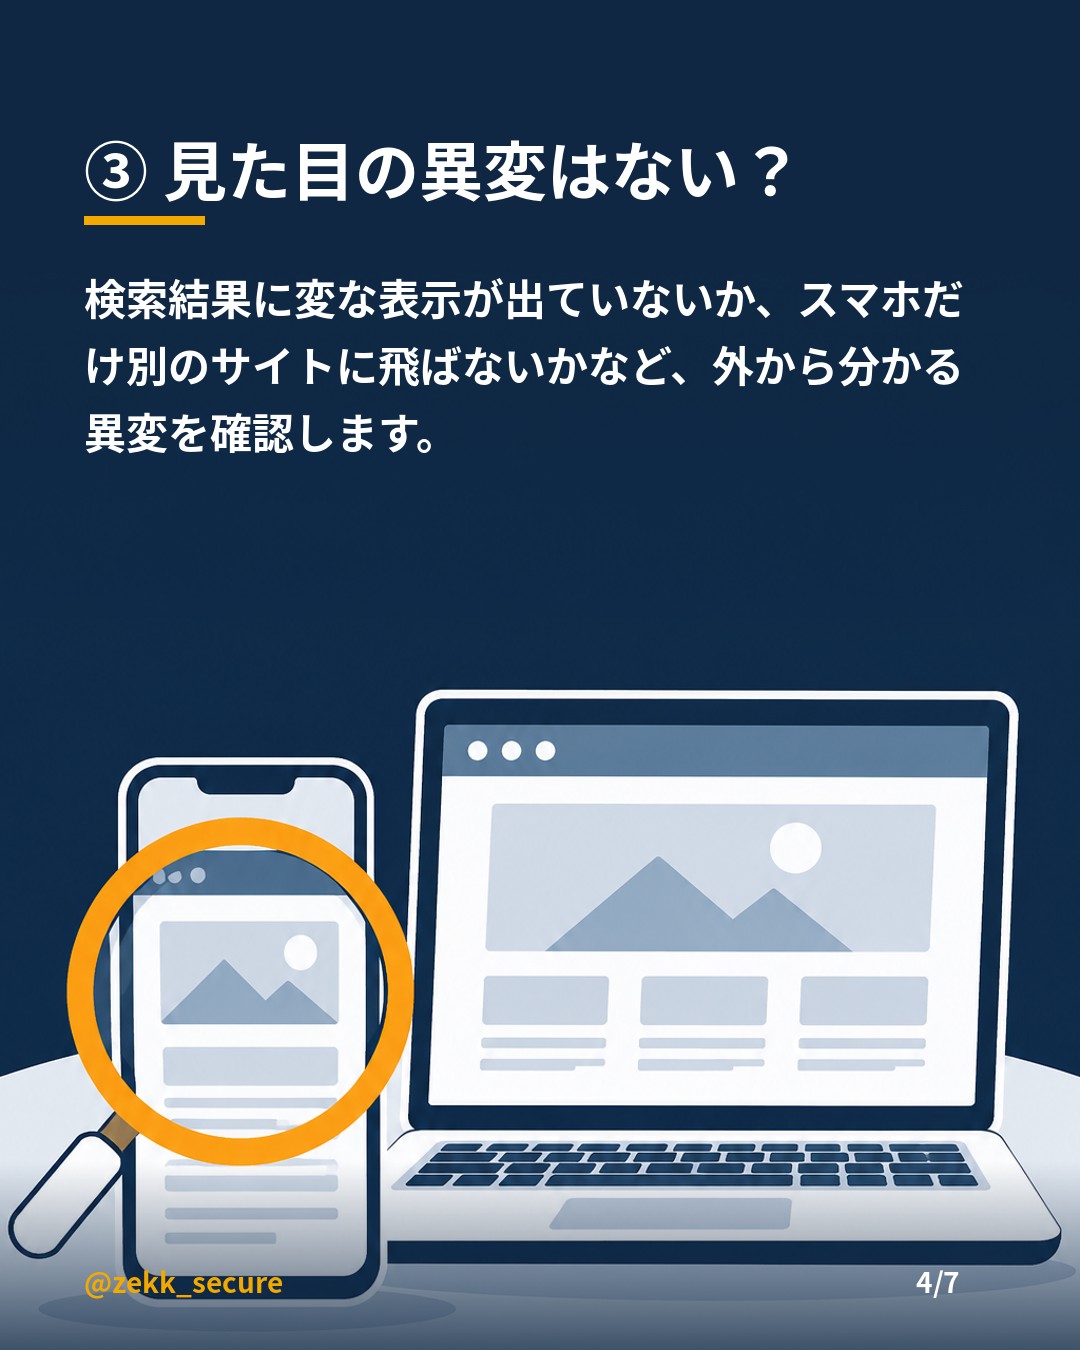 ③ 見た目の異変はない？
検索結果に変な表示が出ていないか、スマホだ
け別のサイトに飛ばないかなど、外から分かる
異変を確認します。
@zekk_secure
4/7